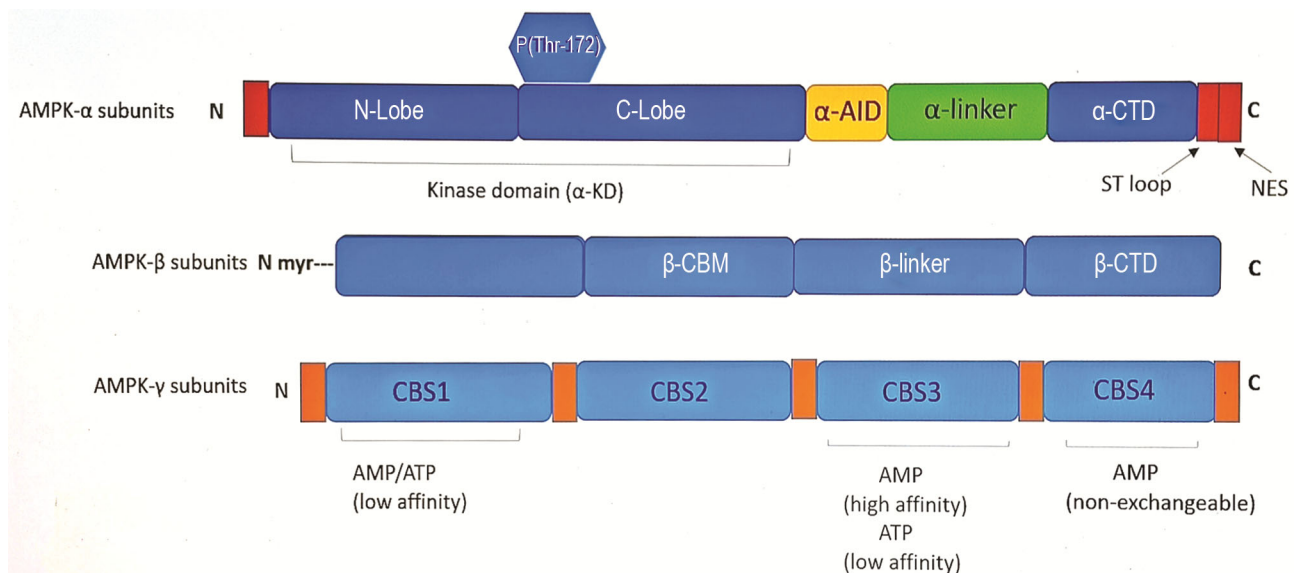 P(Thr-172)
AMPK-α subunits N N-Lobe C-Lobe α-AID α-linker α-CTD C
Kinase domain (α-KD)
ST loop NES
AMPK-β subunits N myr--- β-CBM β-linker β-CTD C
AMPK-γ subunits N CBS1 CBS2 CBS3 CBS4 C
AMP/ATP
(low affinity)
AMP
(high affinity)
ATP
(low affinity)
AMP
(non-exchangeable)